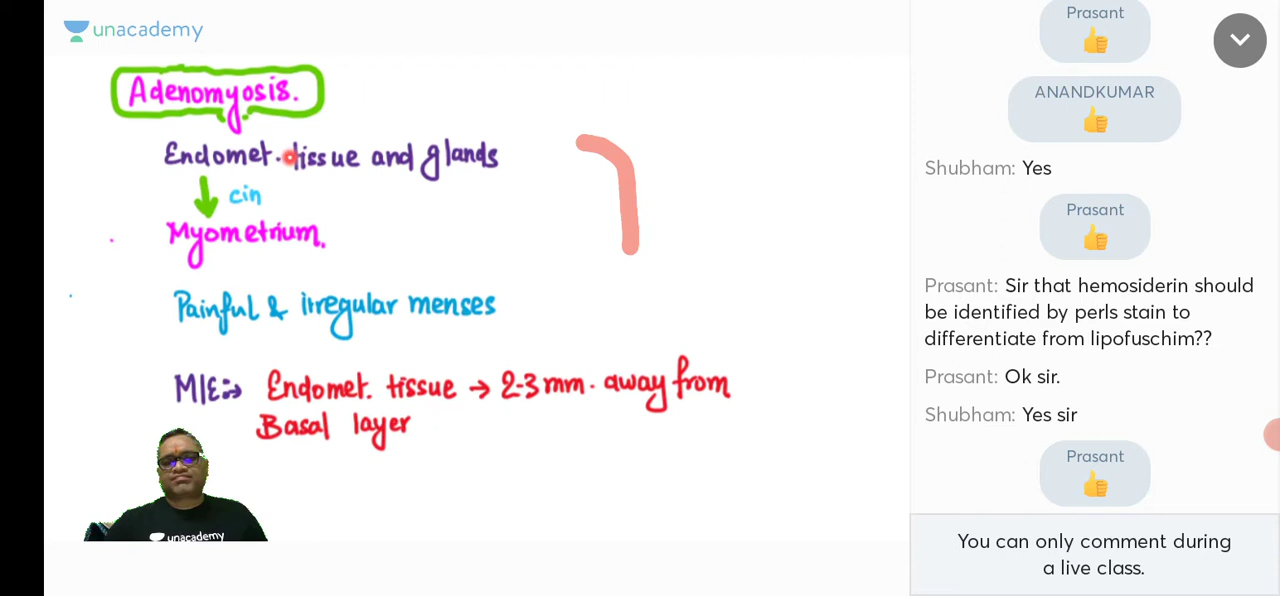 unacademy
Adenomyosis.
Endomet. tissue and glands
cin
Myometrium.
Painful & irregular menses
M/E:→ Endomet. tissue → 2-3 mm. away from
Basal layer
unacademy
Prasant
👍
ANANDKUMAR
👍
Shubham: Yes
Prasant
👍
Prasant: Sir that hemosiderin should
be identified by perls stain to
differentiate from lipofuschim??
Prasant: Ok sir.
Shubham: Yes sir
Prasant
👍
You can only comment during
a live class.